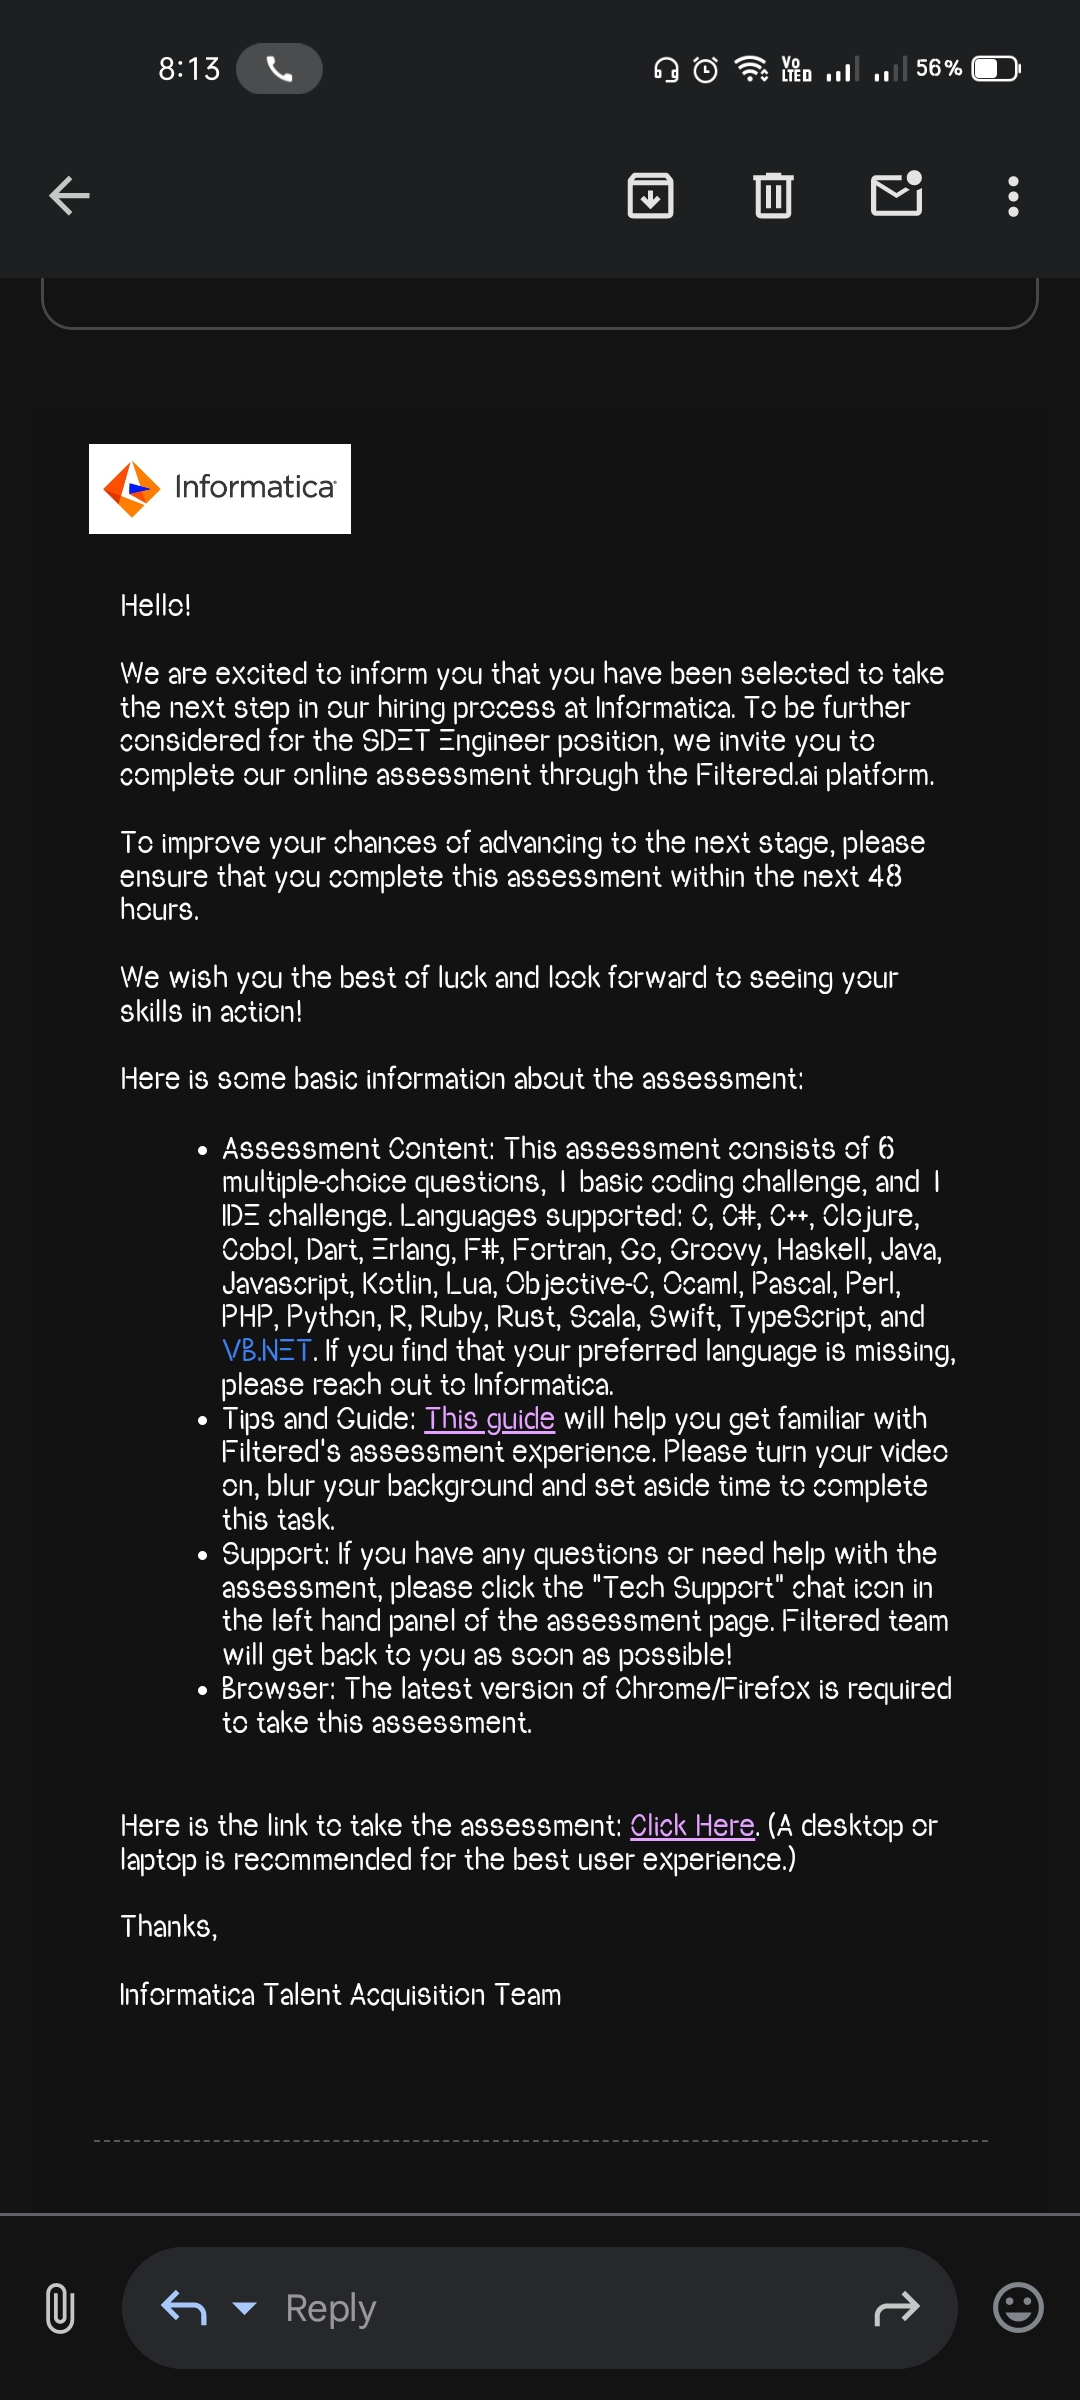 8:13
Vo
LTED
56%
Informatica
Hello!
We are excited to inform you that you have been selected to take
the next step in our hiring process at Informatica. To be further
considered for the SDET Engineer position, we invite you to
complete our online assessment through the Filtered.ai platform.
To improve your chances of advancing to the next stage, please
ensure that you complete this assessment within the next 48
hours.
We wish you the best of luck and look forward to seeing your
skills in action!
Here is some basic information about the assessment:
• Assessment Content: This assessment consists of 6
multiple-choice questions, 1 basic coding challenge, and 1
IDE challenge. Languages supported: C, C#, C++, Clojure,
Cobol, Dart, Erlang, F#, Fortran, Go, Groovy, Haskell, Java,
Javascript, Kotlin, Lua, Objective-C, Ocaml, Pascal, Perl,
PHP, Python, R, Ruby, Rust, Scala, Swift, TypeScript, and
VB.NET. If you find that your preferred language is missing,
please reach out to Informatica.
• Tips and Guide: This guide will help you get familiar with
Filtered's assessment experience. Please turn your video
on, blur your background and set aside time to complete
this task.
• Support: If you have any questions or need help with the
assessment, please click the "Tech Support" chat icon in
the left hand panel of the assessment page. Filtered team
will get back to you as soon as possible!
• Browser: The latest version of Chrome/Firefox is required
to take this assessment.
Here is the link to take the assessment: Click Here. (A desktop or
laptop is recommended for the best user experience.)
Thanks,
Informatica Talent Acquisition Team
Reply